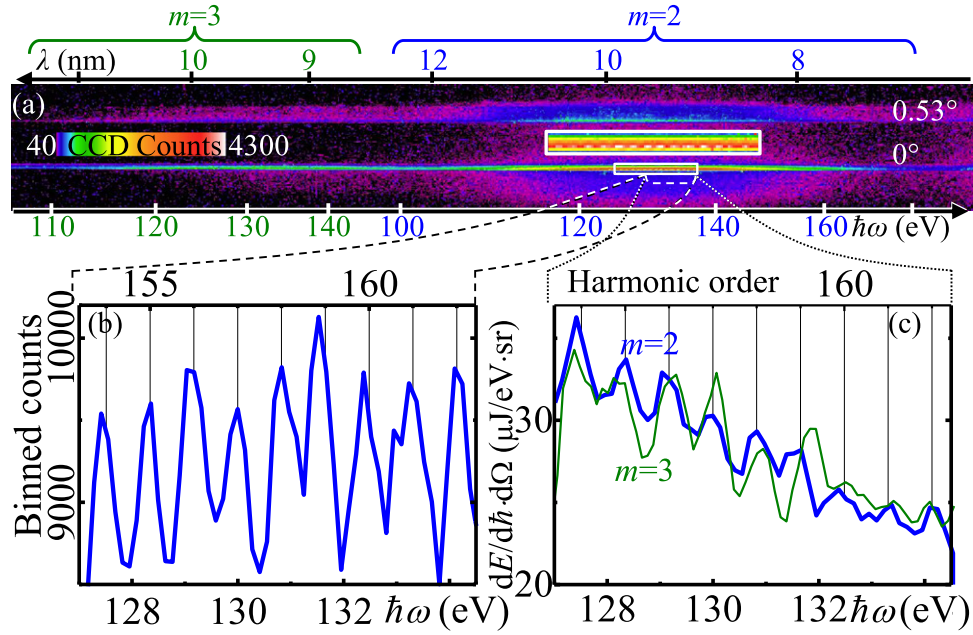 m=3 m=2
λ (nm) 10 9 12 10 8
(a) 0.53°
40 CCD Counts 4300 0°
110 120 130 140 100 120 140 160 ħω (eV)
155 160 Harmonic order 160
(b) (c)
Binned counts
10000
9000
dE/dħ·dΩ (μJ/eV·sr)
30
20
m=2
m=3
128 130 132 ħω (eV) 128 130 132 ħω (eV)